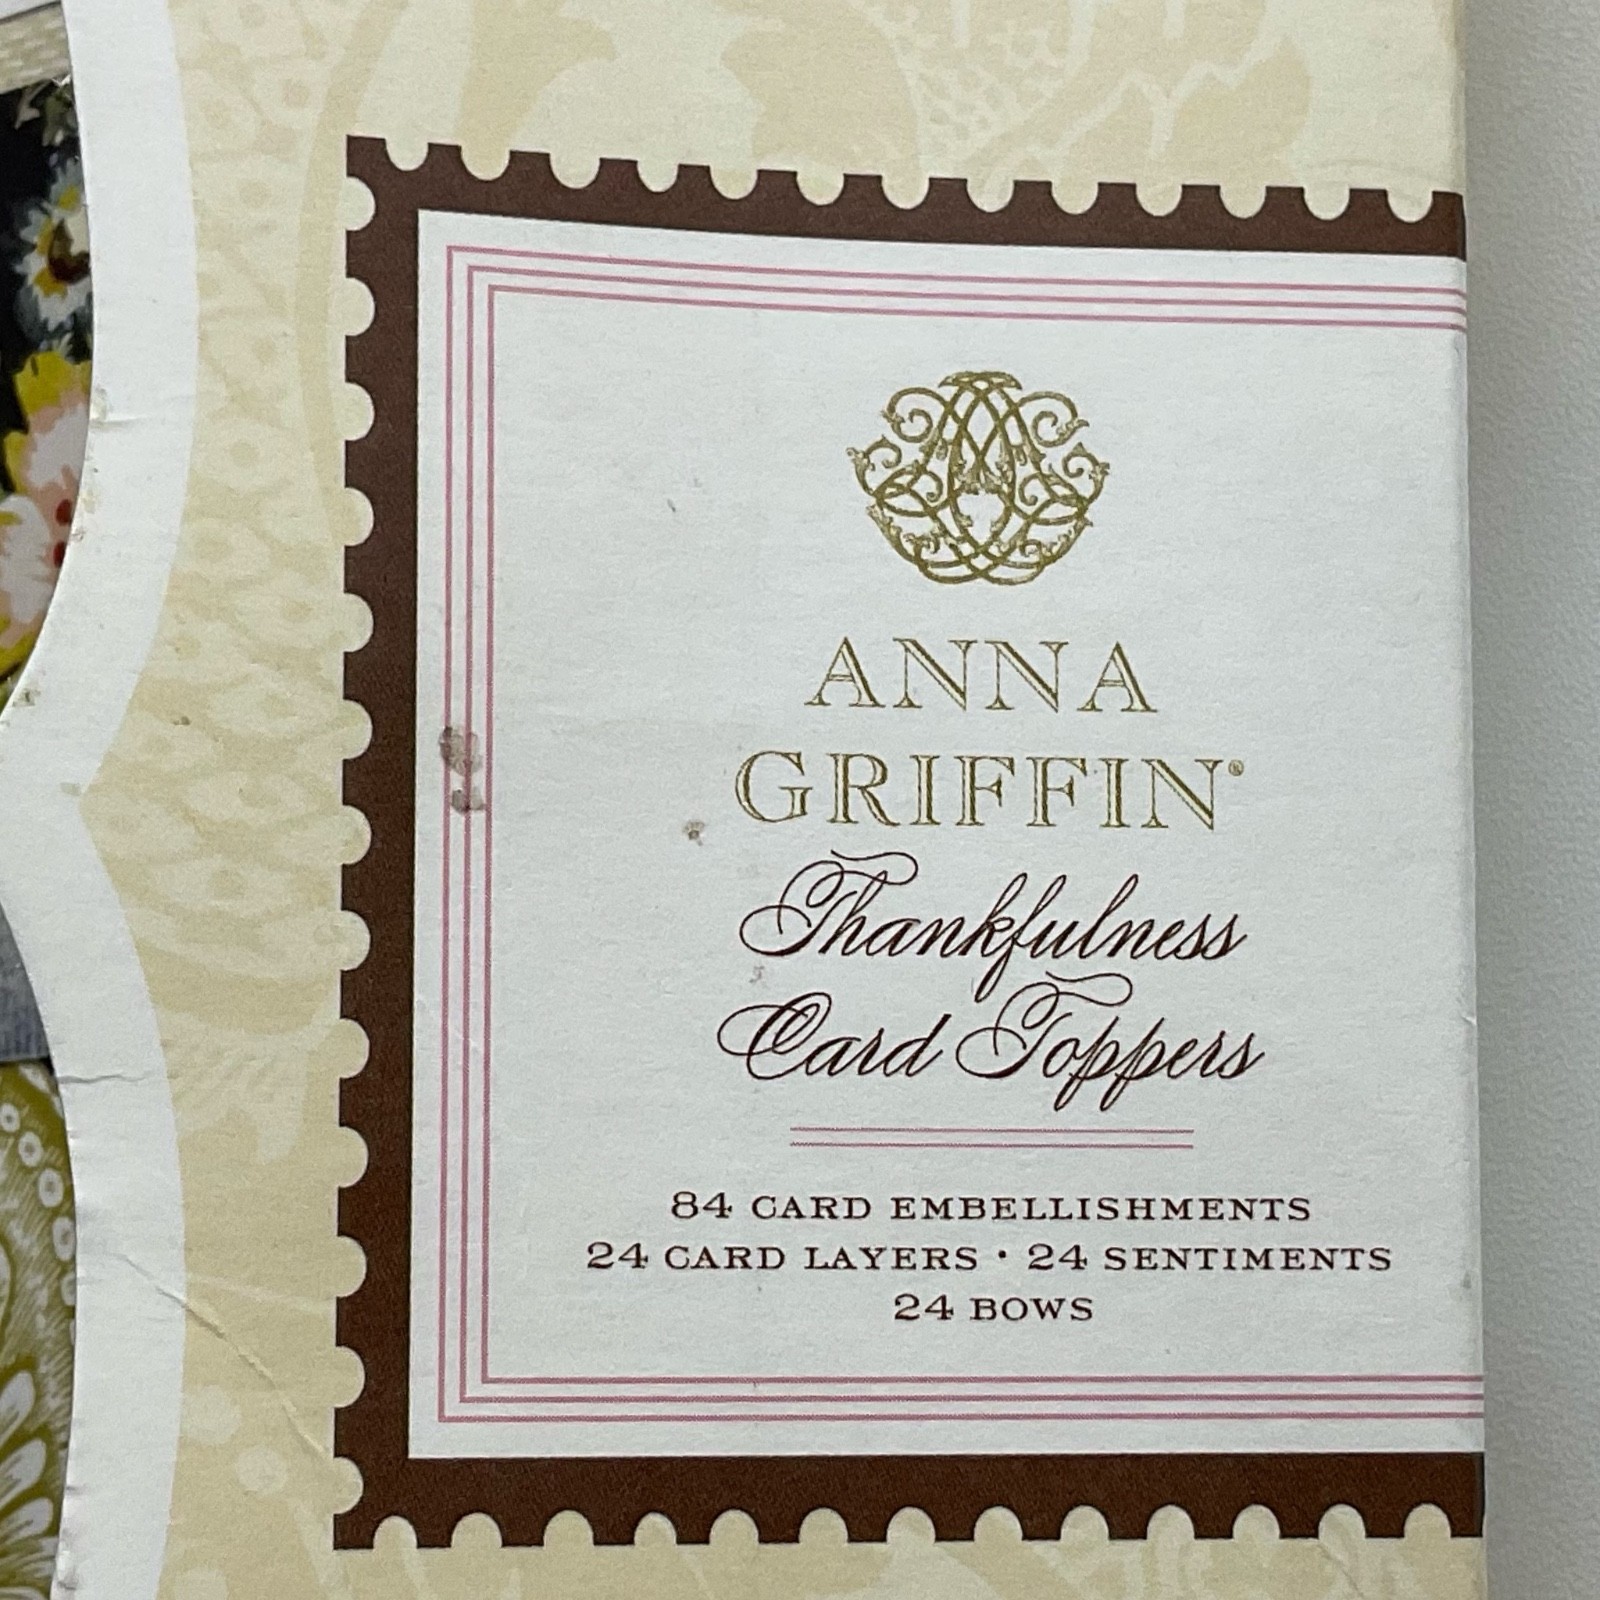 ANNA
GRIFFIN®
Thankfulness
Card Toppers
84 CARD EMBELLISHMENTS
24 CARD LAYERS • 24 SENTIMENTS
24 BOWS